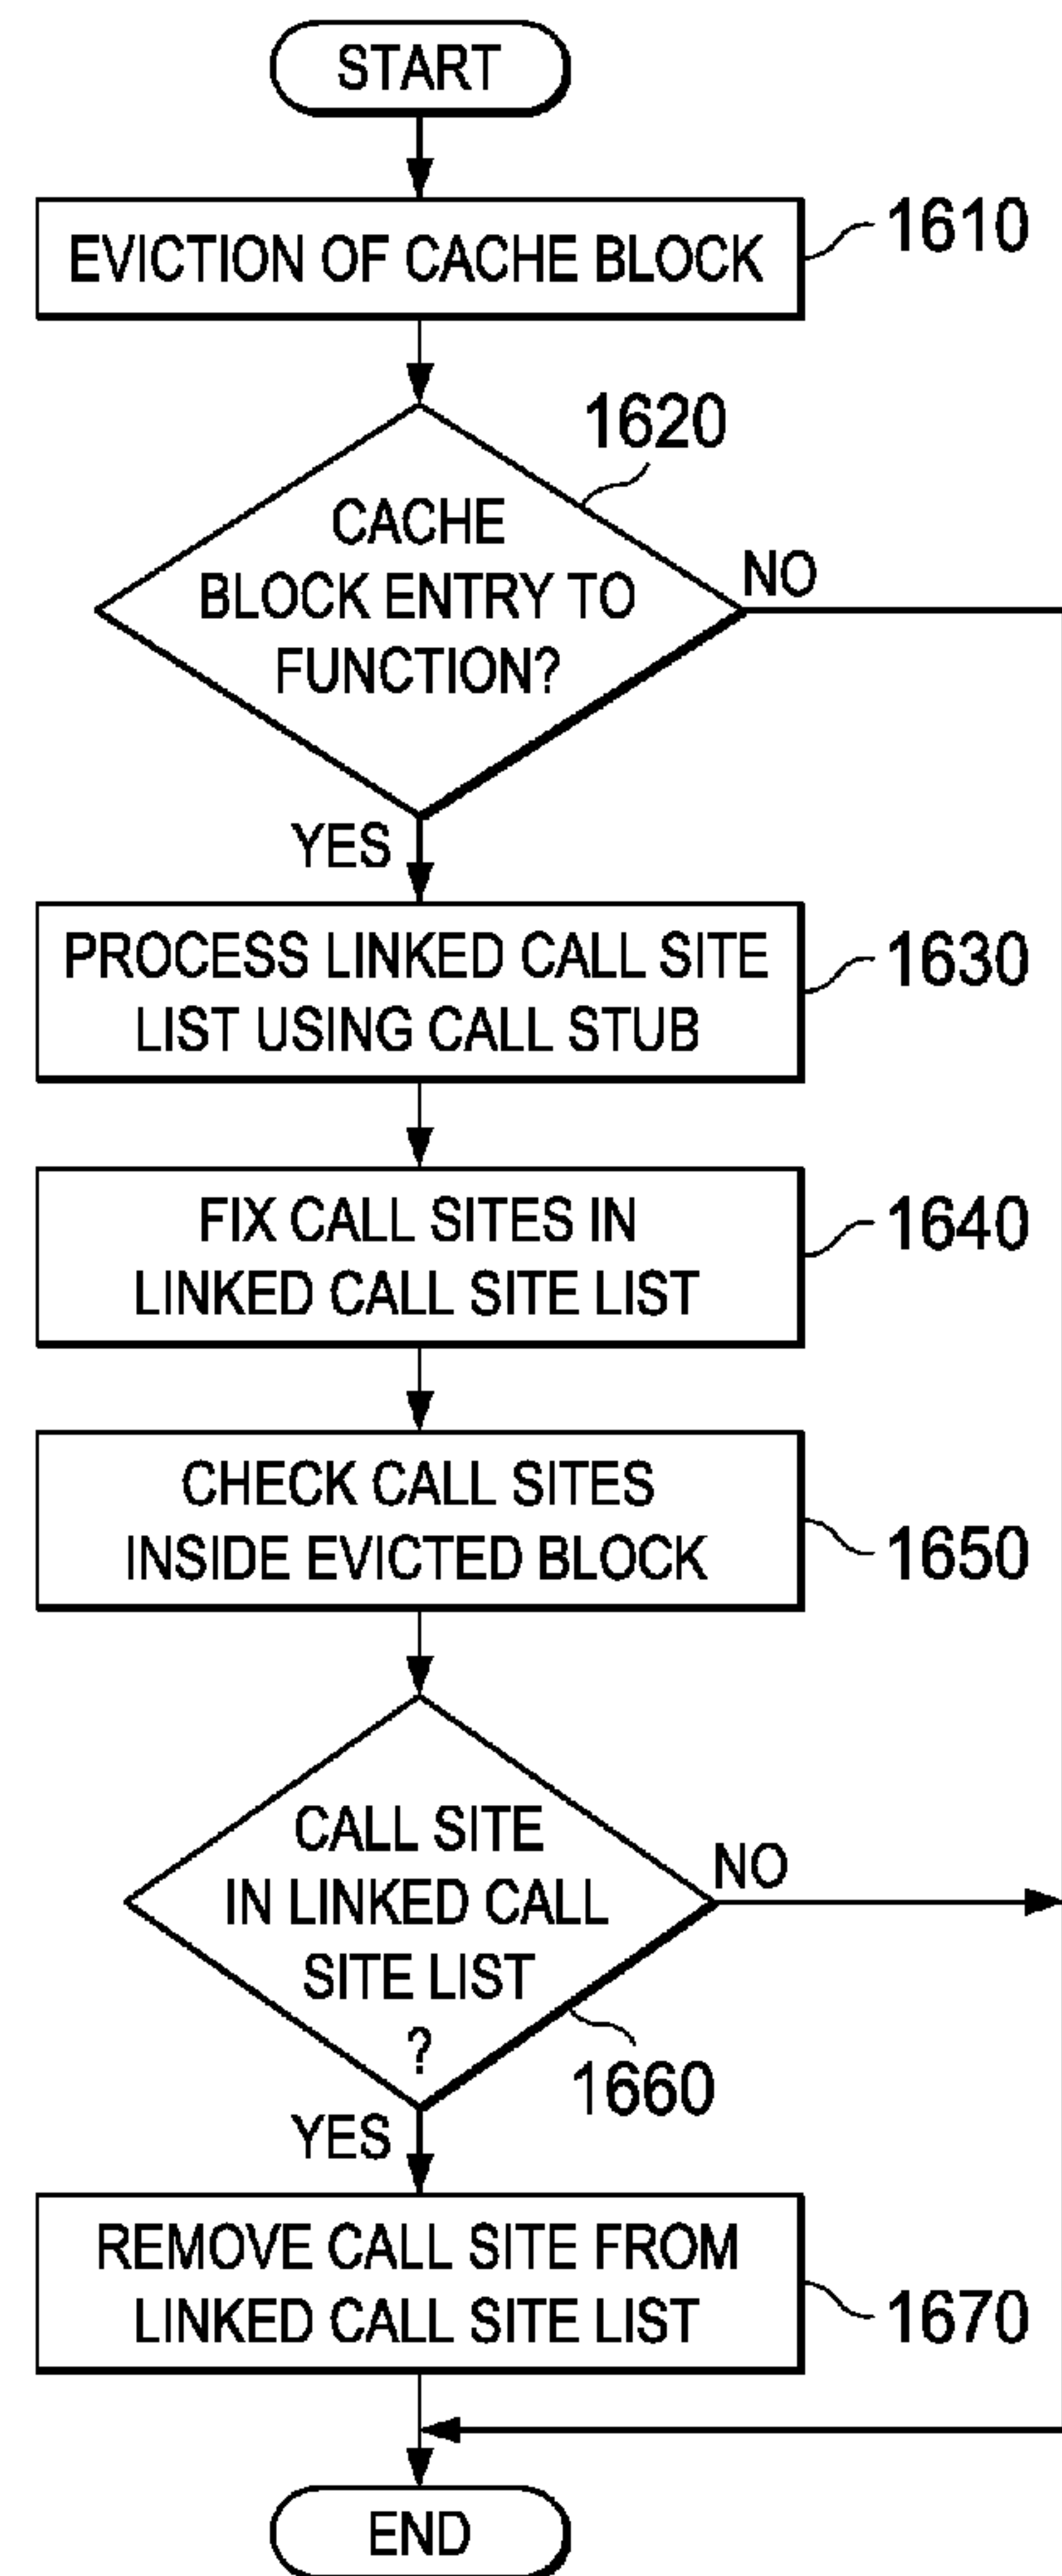 START
EVICTION OF CACHE BLOCK
1610
1620
CACHE
BLOCK ENTRY TO
FUNCTION?
NO
YES
PROCESS LINKED CALL SITE
LIST USING CALL STUB
1630
FIX CALL SITES IN
LINKED CALL SITE LIST
1640
CHECK CALL SITES
INSIDE EVICTED BLOCK
1650
CALL SITE
IN LINKED CALL
SITE LIST
?
NO
1660
YES
REMOVE CALL SITE FROM
LINKED CALL SITE LIST
1670
END